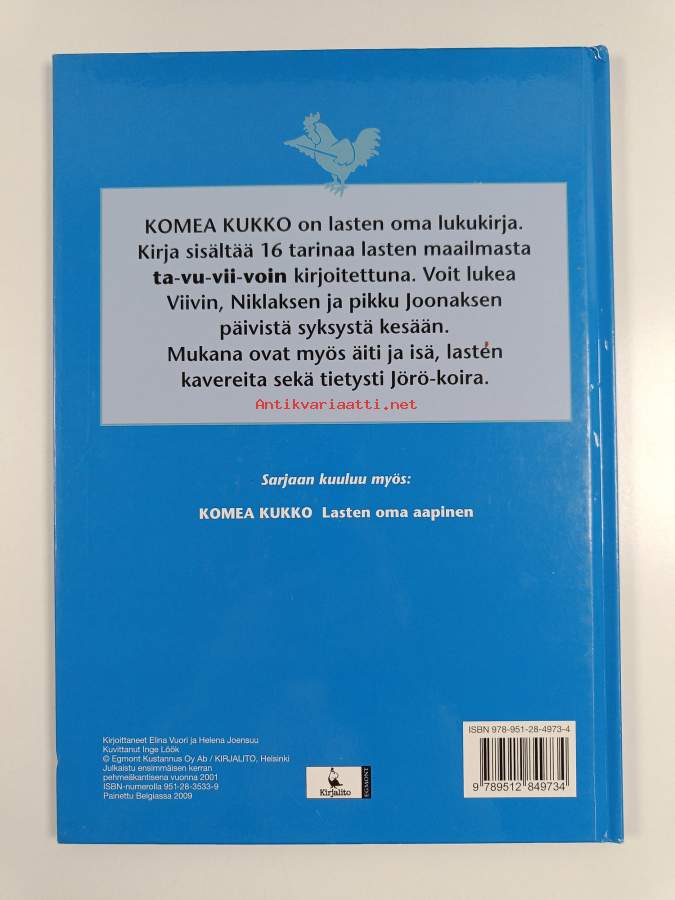 KOMEA KUKKO on lasten oma lukukirja.
Kirja sisältää 16 tarinaa lasten maailmasta
ta-vu-vii-voin kirjoitettuna. Voit lukea
Viivin, Niklaksen ja pikku Joonaksen
päivistä syksystä kesään.
Mukana ovat myös äiti ja isä, lasten
kavereita sekä tietysti Jörö-koira.
Antikvariaatti.net
Sarjaan kuuluu myös:
KOMEA KUKKO Lasten oma aapinen
Kirjoittaneet Elina Vuori ja Helena Joensuu
Kuvittanut Inge Löök
© Egmont Kustannus Oy Ab / KIRJALITO, Helsinki
Julkaistu ensimmäisen kerran
pehmeäkantisena vuonna 2001
ISBN-numerolla 951-28-3533-9
Painettu Belgiassa 2009
Kirjalito
EGMONT
ISBN 978-951-28-4973-4
9 789512 849734